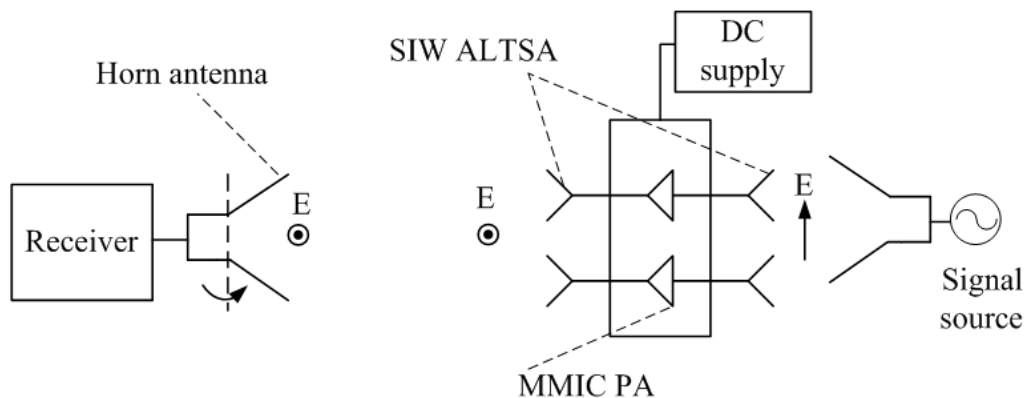 DC
supply
SIW ALTSA
Horn antenna
E
E
E
Receiver
Signal
source
MMIC PA